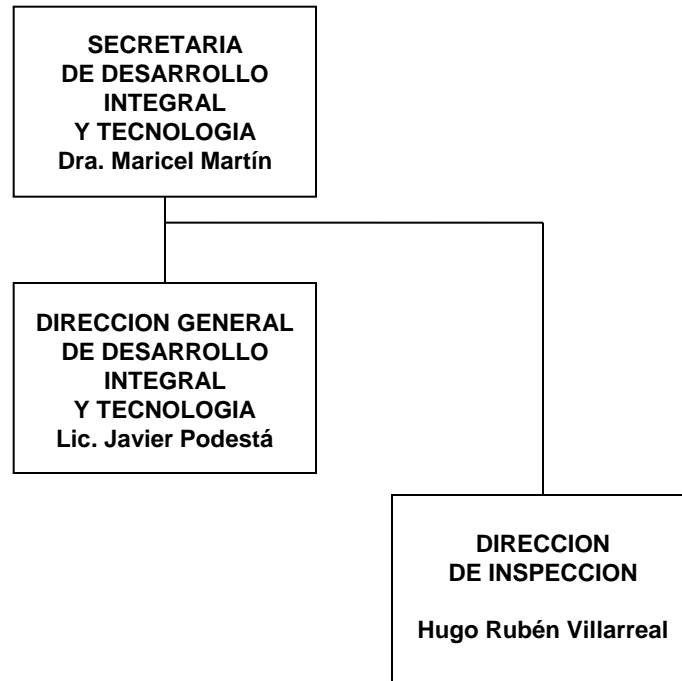 SECRETARIA
DE DESARROLLO
INTEGRAL
Y TECNOLOGIA
Dra. Maricel Martín
DIRECCION GENERAL
DE DESARROLLO
INTEGRAL
Y TECNOLOGIA
Lic. Javier Podestá
DIRECCION
DE INSPECCION
Hugo Rubén Villarreal